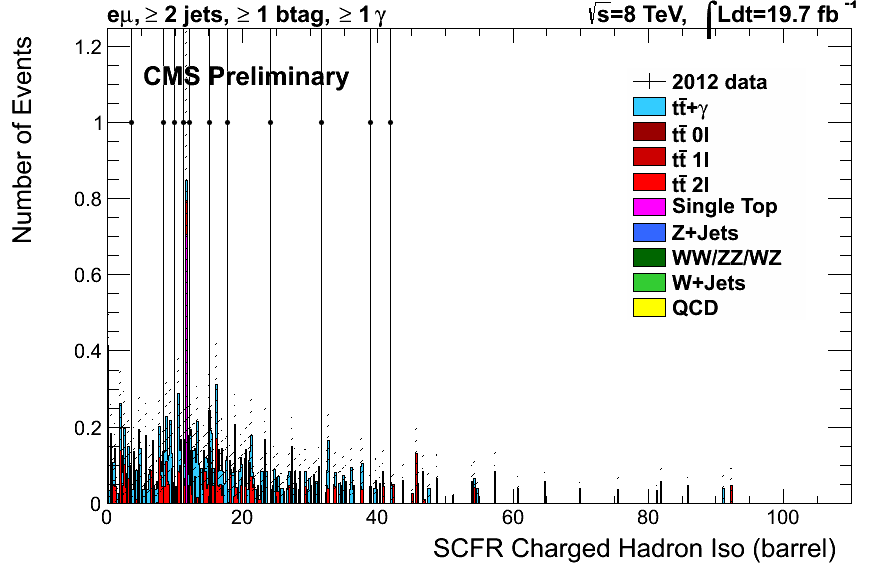 eμ, ≥ 2 jets, ≥ 1 btag, ≥ 1 γ
√s=8 TeV, ∫Ldt=19.7 fb⁻¹
CMS Preliminary
Number of Events
1.2
1
0.8
0.6
0.4
0.2
0
2012 data
tt̄+γ
tt̄ 0l
tt̄ 1l
tt̄ 2l
Single Top
Z+Jets
WW/ZZ/WZ
W+Jets
QCD
0 20 40 60 80 100
SCFR Charged Hadron Iso (barrel)